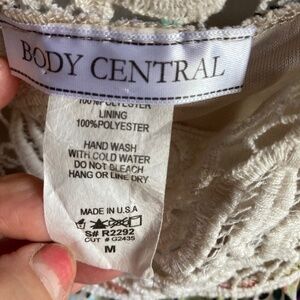 BODY CENTRAL
100% POLYESTER
LINING
100%POLYESTER
HAND WASH
WITH COLD WATER
DO NOT BLEACH
HANG OR LINE DRY
MADE IN U.S.A
S# R2292
CUT # G2435
M